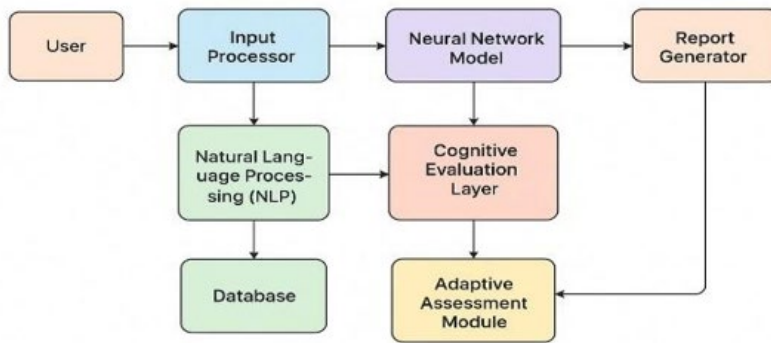 User
Input
Processor
Neural Network
Model
Report
Generator
Natural Lang-
uage Proces-
sing (NLP)
Cognitive
Evaluation
Layer
Database
Adaptive
Assessment
Module